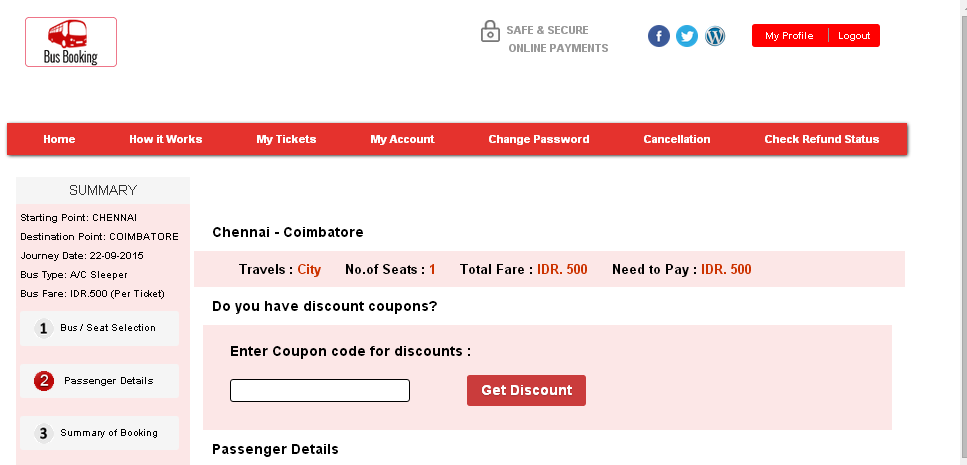 Bus Booking
SAFE & SECURE
ONLINE PAYMENTS
f
My Profile | Logout
Home How it Works My Tickets My Account Change Password Cancellation Check Refund Status
SUMMARY
Starting Point: CHENNAI
Destination Point: COIMBATORE
Journey Date: 22-09-2015
Bus Type: A/C Sleeper
Bus Fare: IDR.500 (Per Ticket)
1 Bus / Seat Selection
2 Passenger Details
3 Summary of Booking
Chennai - Coimbatore
Travels : City No.of Seats : 1 Total Fare : IDR. 500 Need to Pay : IDR. 500
Do you have discount coupons?
Enter Coupon code for discounts :
Get Discount
Passenger Details